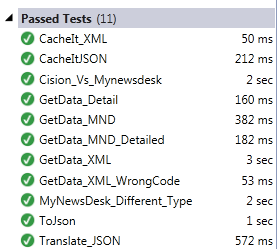 Passed Tests (11)
CacheIt_XML 50 ms
CacheItJSON 212 ms
Cision_Vs_Mynewsdesk 2 sec
GetData_Detail 160 ms
GetData_MND 382 ms
GetData_MND_Detailed 182 ms
GetData_XML 3 sec
GetData_XML_WrongCode 53 ms
MyNewsDesk_Different_Type 2 sec
ToJson 1 sec
Translate_JSON 572 ms